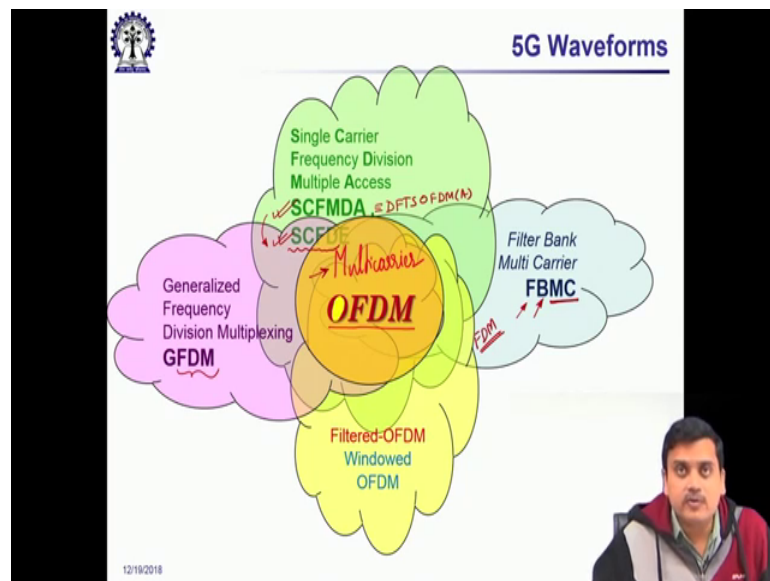 5G Waveforms
Single Carrier
Frequency Division
Multiple Access
SCFMDA ≡ DFTS OFDM(A)
SCFDE
Multicarrier
OFDM
Generalized
Frequency
Division Multiplexing
GFDM
Filter Bank
Multi Carrier
FBMC
FDM
Filtered-OFDM
Windowed
OFDM
12/19/2018